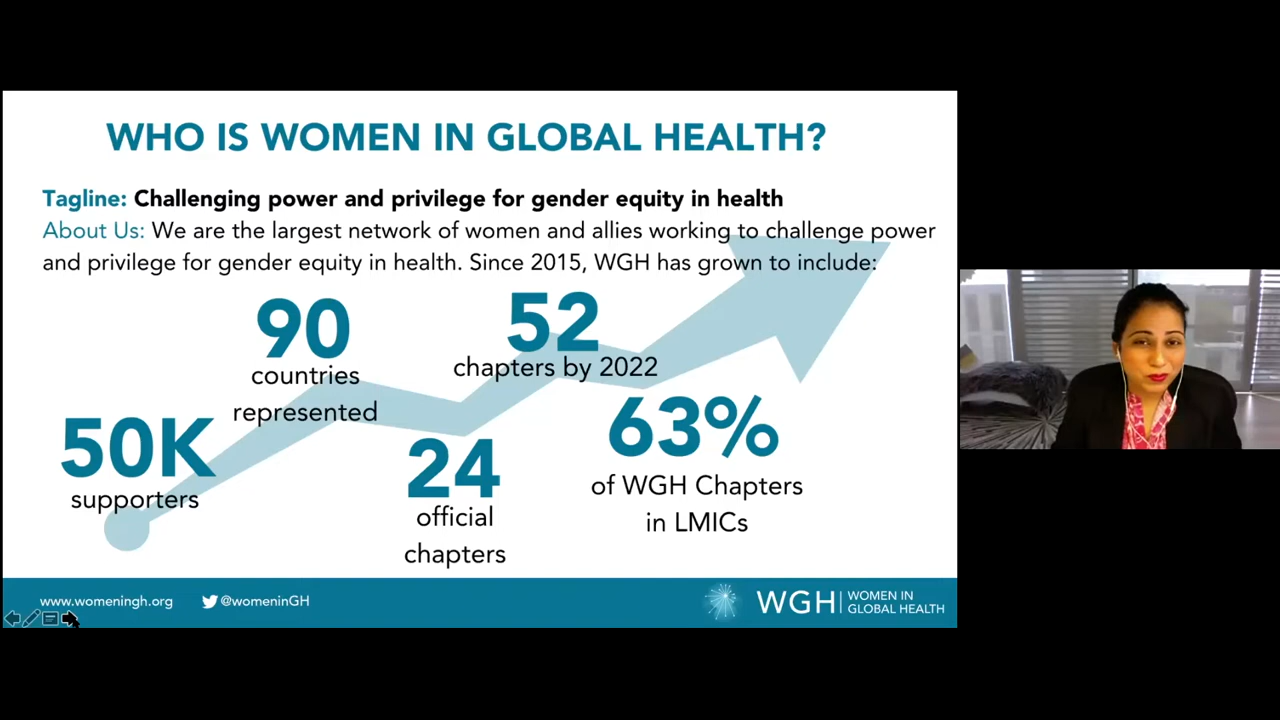 WHO IS WOMEN IN GLOBAL HEALTH?
Tagline: Challenging power and privilege for gender equity in health
About Us: We are the largest network of women and allies working to challenge power
and privilege for gender equity in health. Since 2015, WGH has grown to include:
50K
supporters
90
countries
represented
24
official
chapters
52
chapters by 2022
63%
of WGH Chapters
in LMICs
www.womeningh.org
@womeninGH
WGH
WOMEN IN
GLOBAL HEALTH